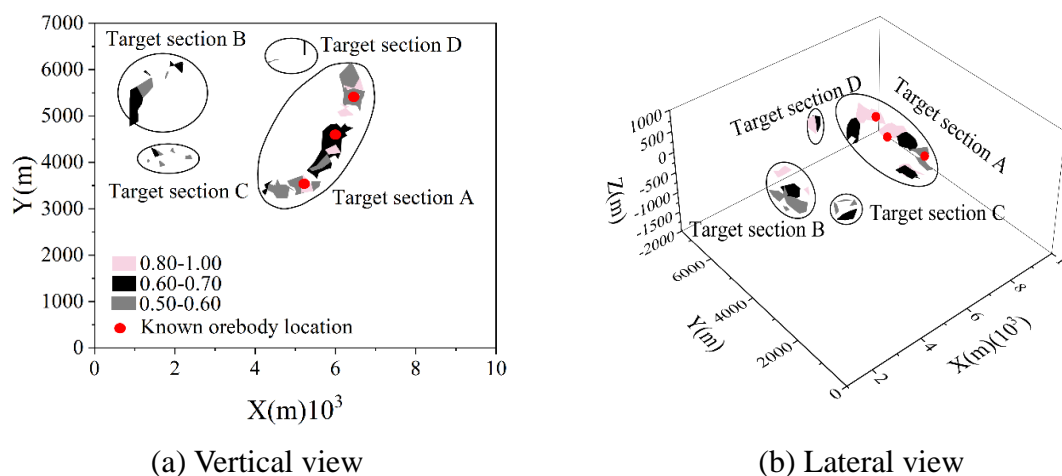 7000
6000
5000
4000
3000
2000
1000
0
Y(m)
0
2
4
6
8
10
X(m)10³
Target section B
Target section D
Target section C
Target section A
0.80-1.00
0.60-0.70
0.50-0.60
Known orebody location
(a) Vertical view
1000
500
0
-500
-1000
-1500
-2000
Z(m)
6000
4000
2000
0
Y(m)
2
4
6
8
1
X(m)(10³)
Target section D
Target section A
Target section B
Target section C
(b) Lateral view